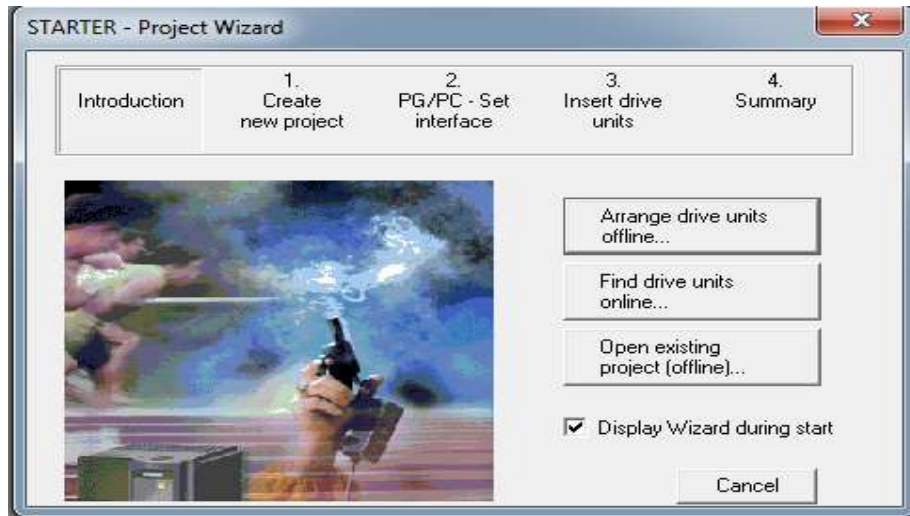 STARTER - Project Wizard
Introduction
1.
Create
new project
2.
PG/PC - Set
interface
3.
Insert drive
units
4.
Summary
Arrange drive units
offline...
Find drive units
online...
Open existing
project (offline)...
Display Wizard during start
Cancel